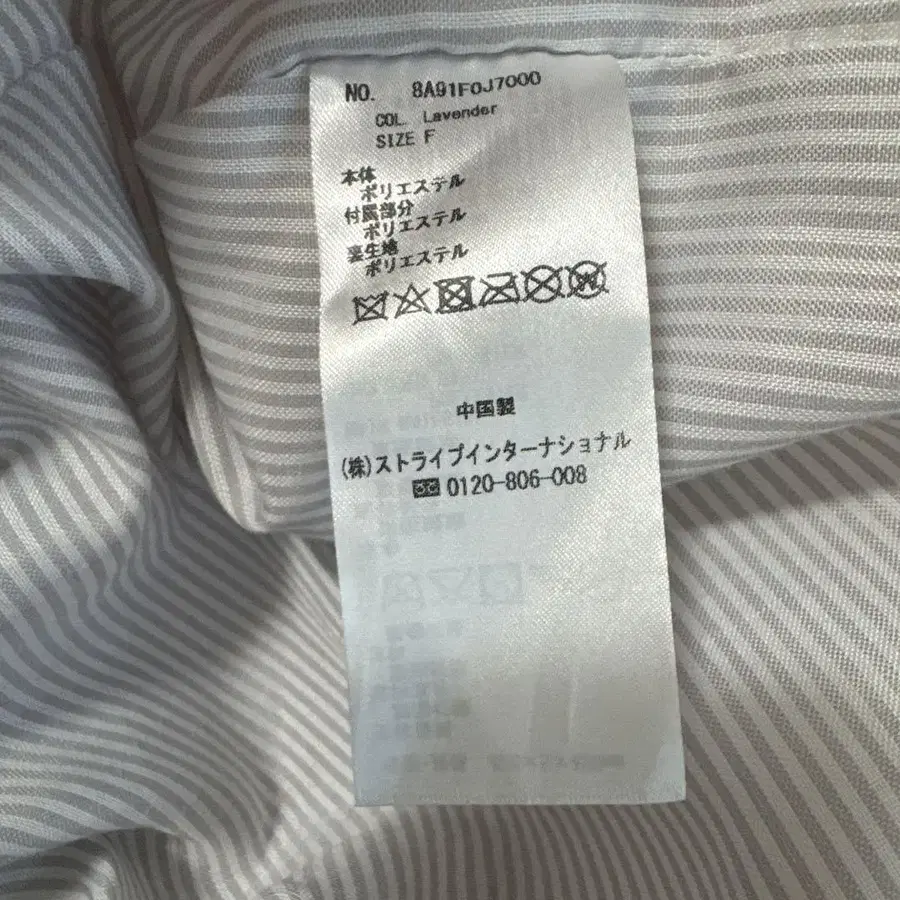 NO. 8A91F0J7000
COL. Lavender
SIZE F
本体
ポリエステル
付属部分
ポリエステル
裏生地
ポリエステル
中国製
(株)ストライプインターナショナル
0120-806-008